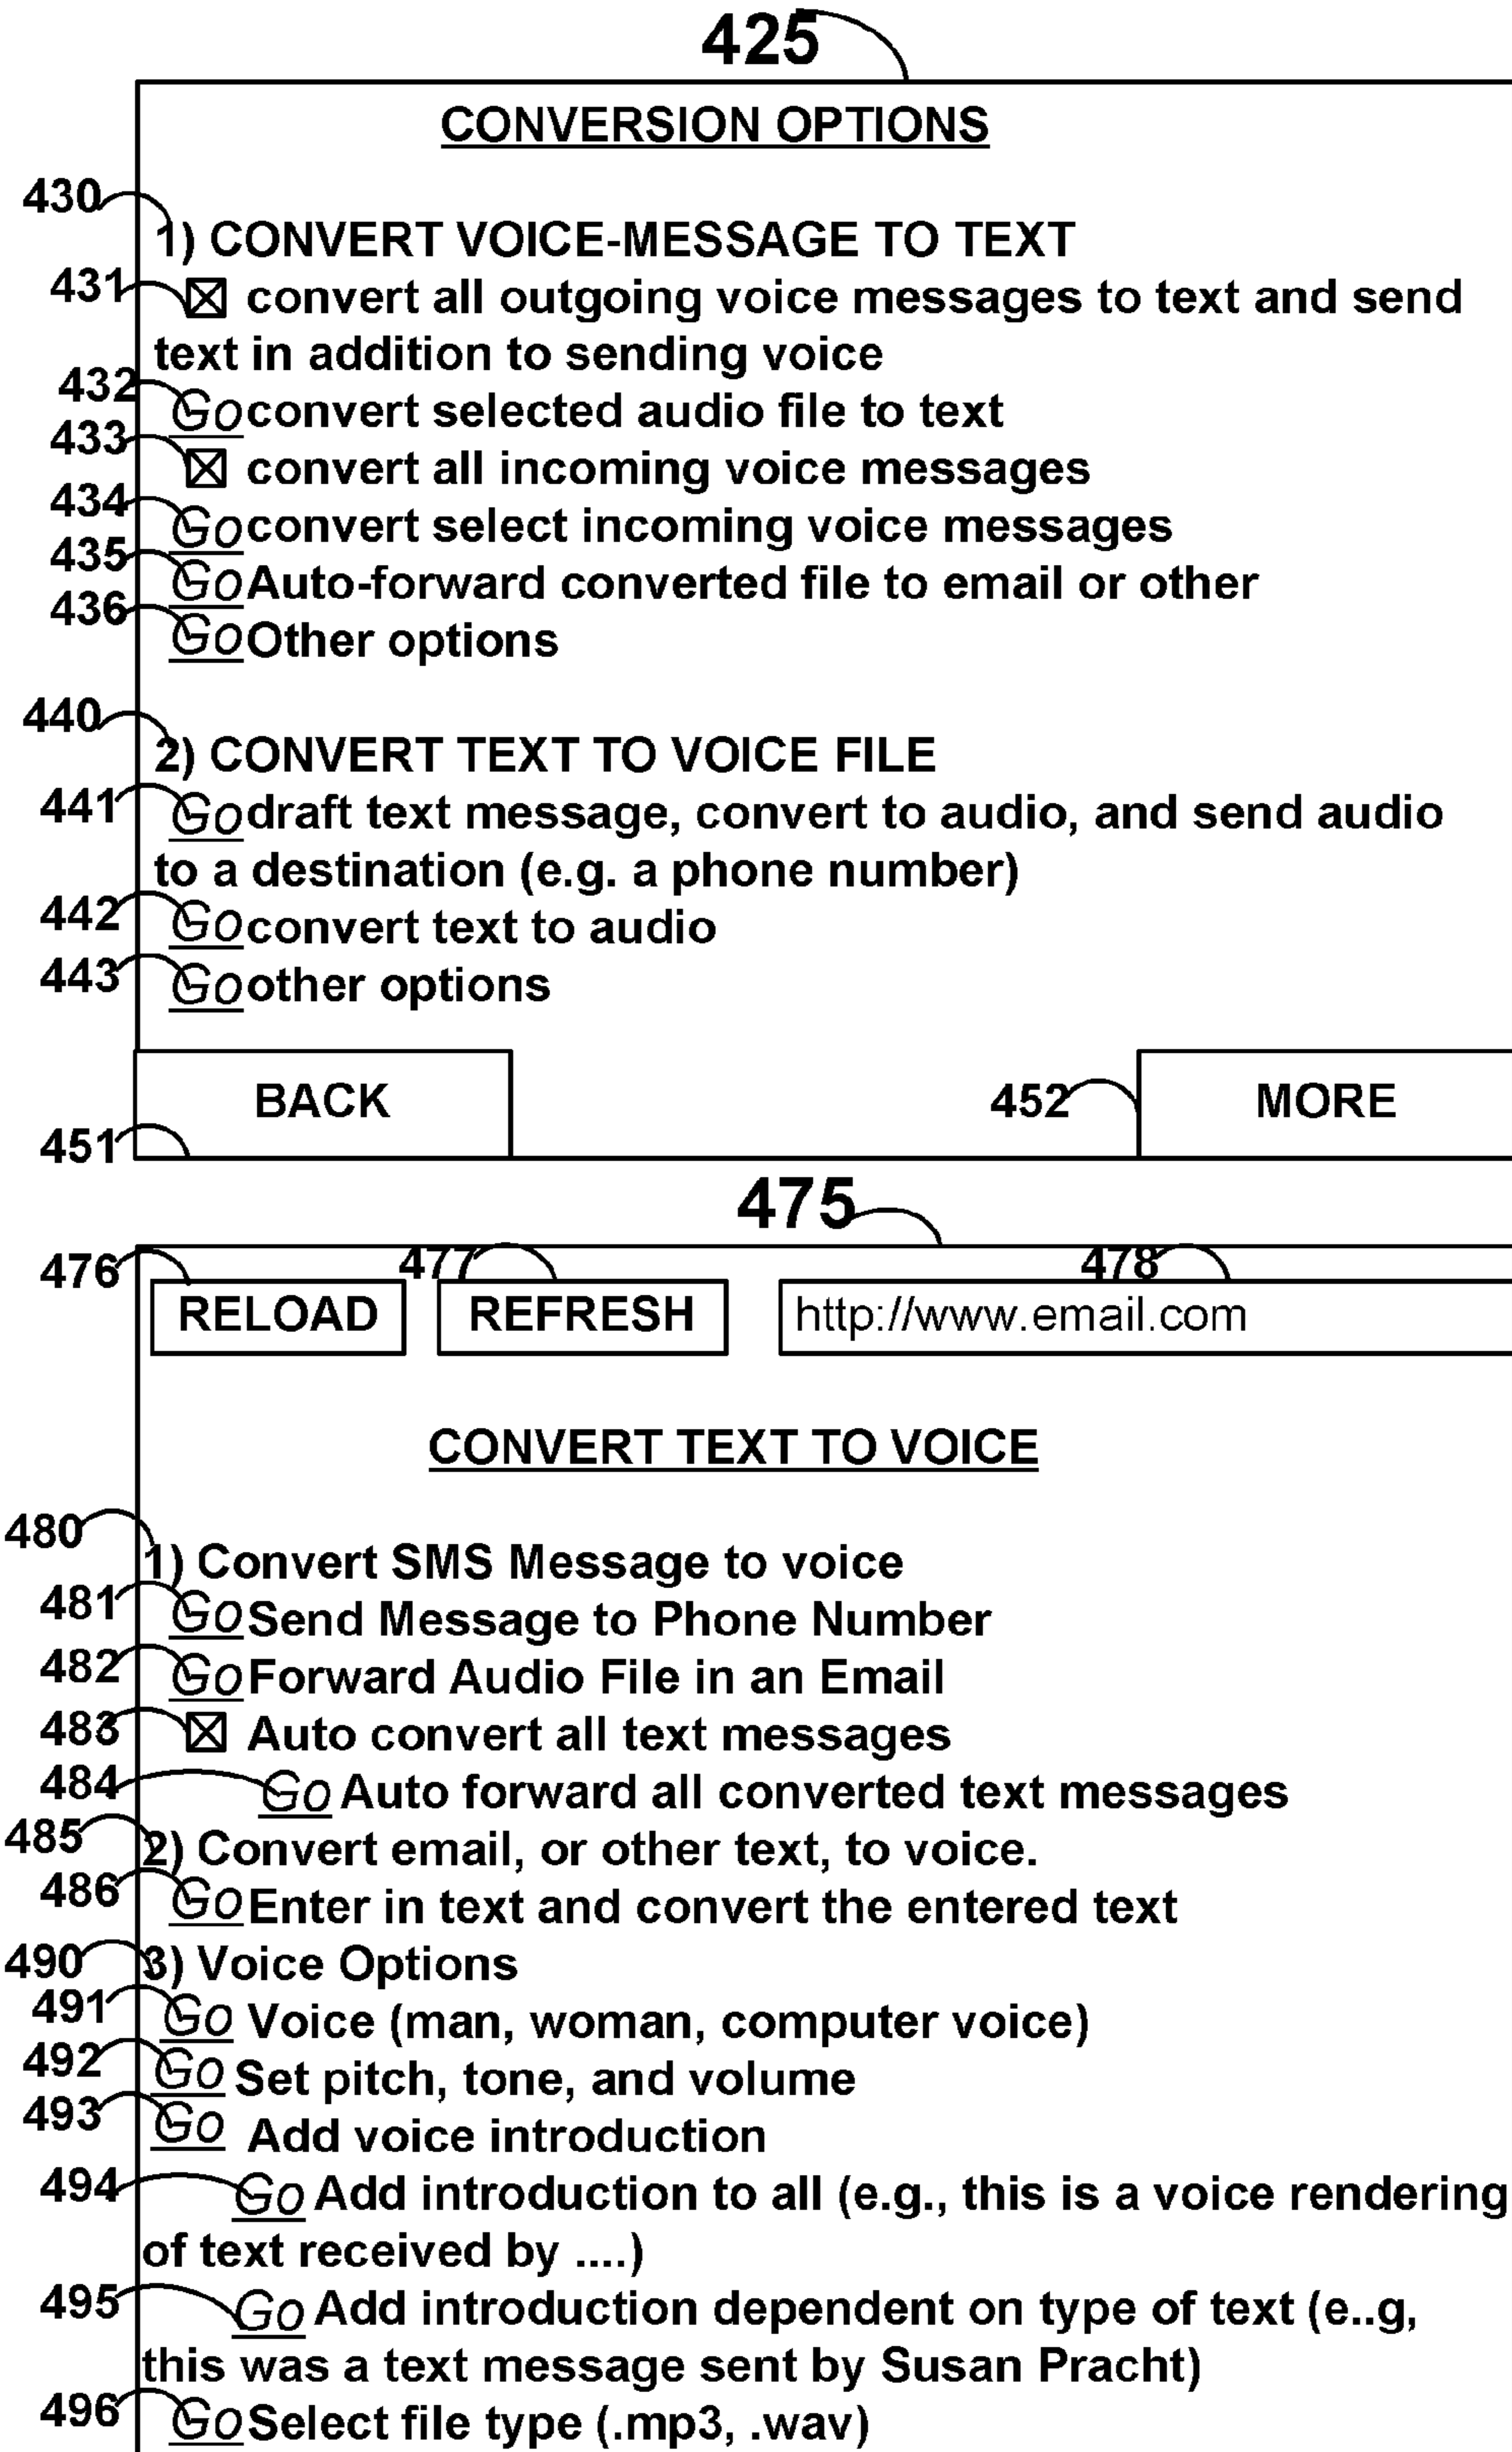 425
CONVERSION OPTIONS
430 1) CONVERT VOICE-MESSAGE TO TEXT
431 convert all outgoing voice messages to text and send
text in addition to sending voice
432 Go convert selected audio file to text
433 convert all incoming voice messages
434 Go convert select incoming voice messages
435 Go Auto-forward converted file to email or other
436 Go Other options
440 2) CONVERT TEXT TO VOICE FILE
441 Go draft text message, convert to audio, and send audio
to a destination (e.g. a phone number)
442 Go convert text to audio
443 Go other options
BACK 452 MORE
451
475
476 477 478
RELOAD REFRESH http://www.email.com
CONVERT TEXT TO VOICE
480 1) Convert SMS Message to voice
481 Go Send Message to Phone Number
482 Go Forward Audio File in an Email
483 Auto convert all text messages
484 Go Auto forward all converted text messages
485 2) Convert email, or other text, to voice.
486 Go Enter in text and convert the entered text
490 3) Voice Options
491 Go Voice (man, woman, computer voice)
492 Go Set pitch, tone, and volume
493 Go Add voice introduction
494 Go Add introduction to all (e.g., this is a voice rendering
of text received by ....)
495 Go Add introduction dependent on type of text (e..g,
this was a text message sent by Susan Pracht)
496 Go Select file type (.mp3, .wav)